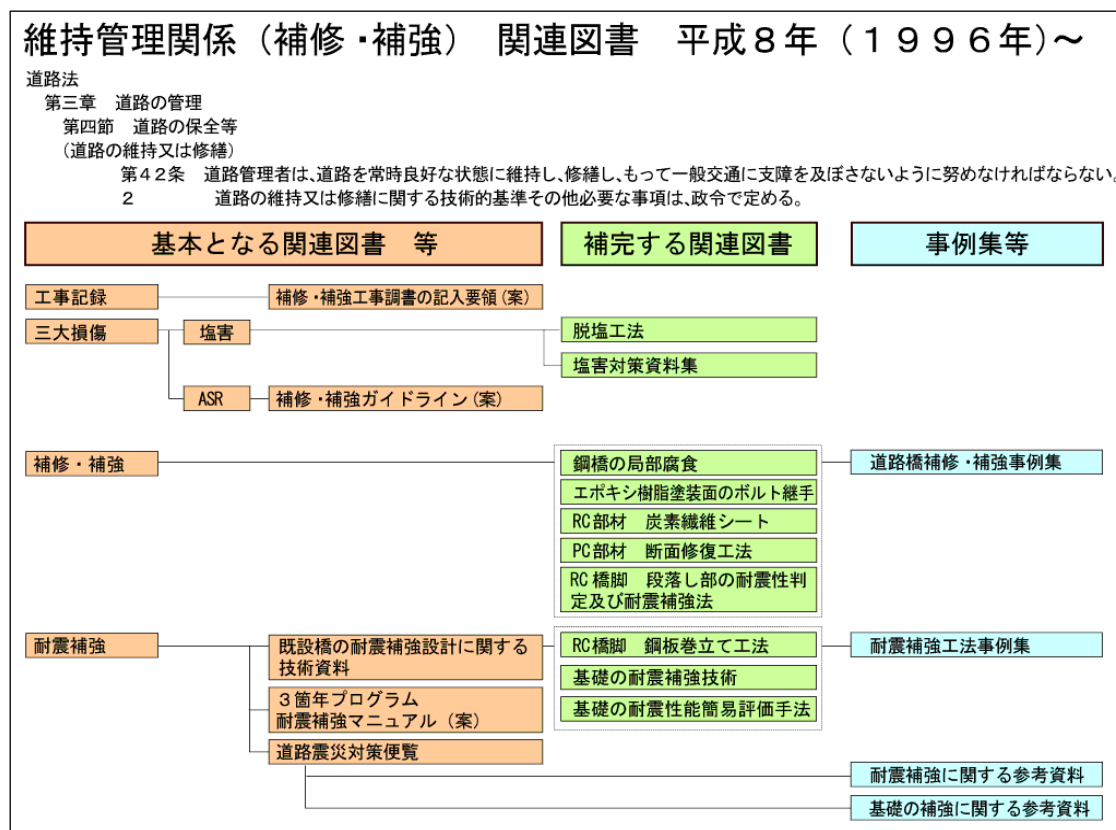 維持管理関係（補修・補強）　関連図書　平成８年（１９９６年）～
道路法
第三章　道路の管理
第四節　道路の保全等
(道路の維持又は修繕)
第４２条　道路管理者は、道路を常時良好な状態に維持し、修繕し、もって一般交通に支障を及ぼさないように努めなければならない。
２　道路の維持又は修繕に関する技術的基準その他必要な事項は、政令で定める。
基本となる関連図書　等
補完する関連図書
事例集等
工事記録
補修・補強工事調書の記入要領(案)
三大損傷
塩害
脱塩工法
塩害対策資料集
ASR
補修・補強ガイドライン(案)
補修・補強
鋼橋の局部腐食
道路橋補修・補強事例集
エポキシ樹脂塗装面のボルト継手
RC部材　炭素繊維シート
PC部材　断面修復工法
RC橋脚　段落し部の耐震性判
定及び耐震補強法
耐震補強
既設橋の耐震補強設計に関する
技術資料
RC橋脚　鋼板巻立て工法
耐震補強工法事例集
基礎の耐震補強技術
３箇年プログラム
耐震補強マニュアル（案）
基礎の耐震性能簡易評価手法
道路震災対策便覧
耐震補強に関する参考資料
基礎の補強に関する参考資料